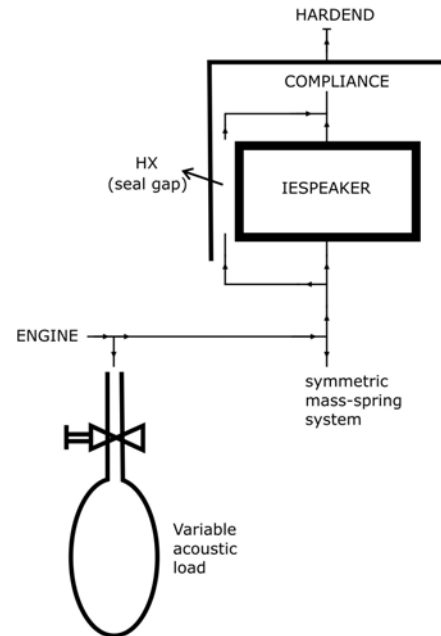 HARDEND
COMPLIANCE
HX
(seal gap)
IESPEAKER
ENGINE
symmetric
mass-spring
system
Variable
acoustic
load